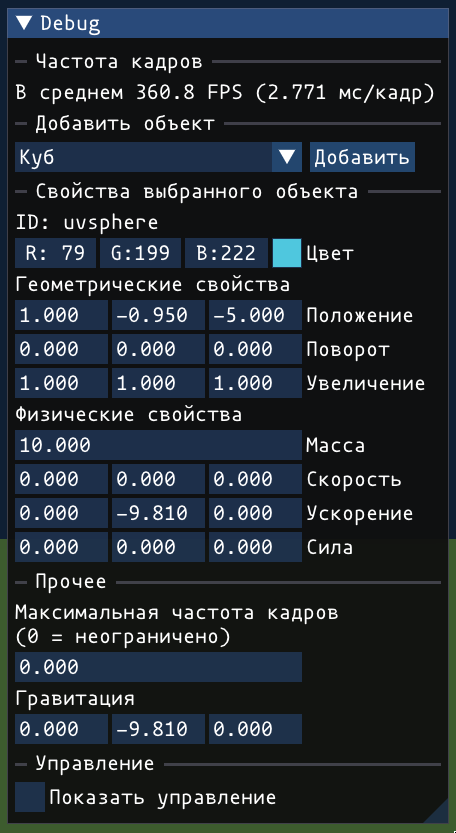 Debug
Частота кадров
В среднем 360.8 FPS (2.771 мс/кадр)
Добавить объект
Куб Добавить
Свойства выбранного объекта
ID: uvsphere
R: 79 G:199 B:222 Цвет
Геометрические свойства
1.000 -0.950 -5.000 Положение
0.000 0.000 0.000 Поворот
1.000 1.000 1.000 Увеличение
Физические свойства
10.000 Масса
0.000 0.000 0.000 Скорость
0.000 -9.810 0.000 Ускорение
0.000 0.000 0.000 Сила
Прочее
Максимальная частота кадров
(0 = неограничено)
0.000
Гравитация
0.000 -9.810 0.000
Управление
Показать управление